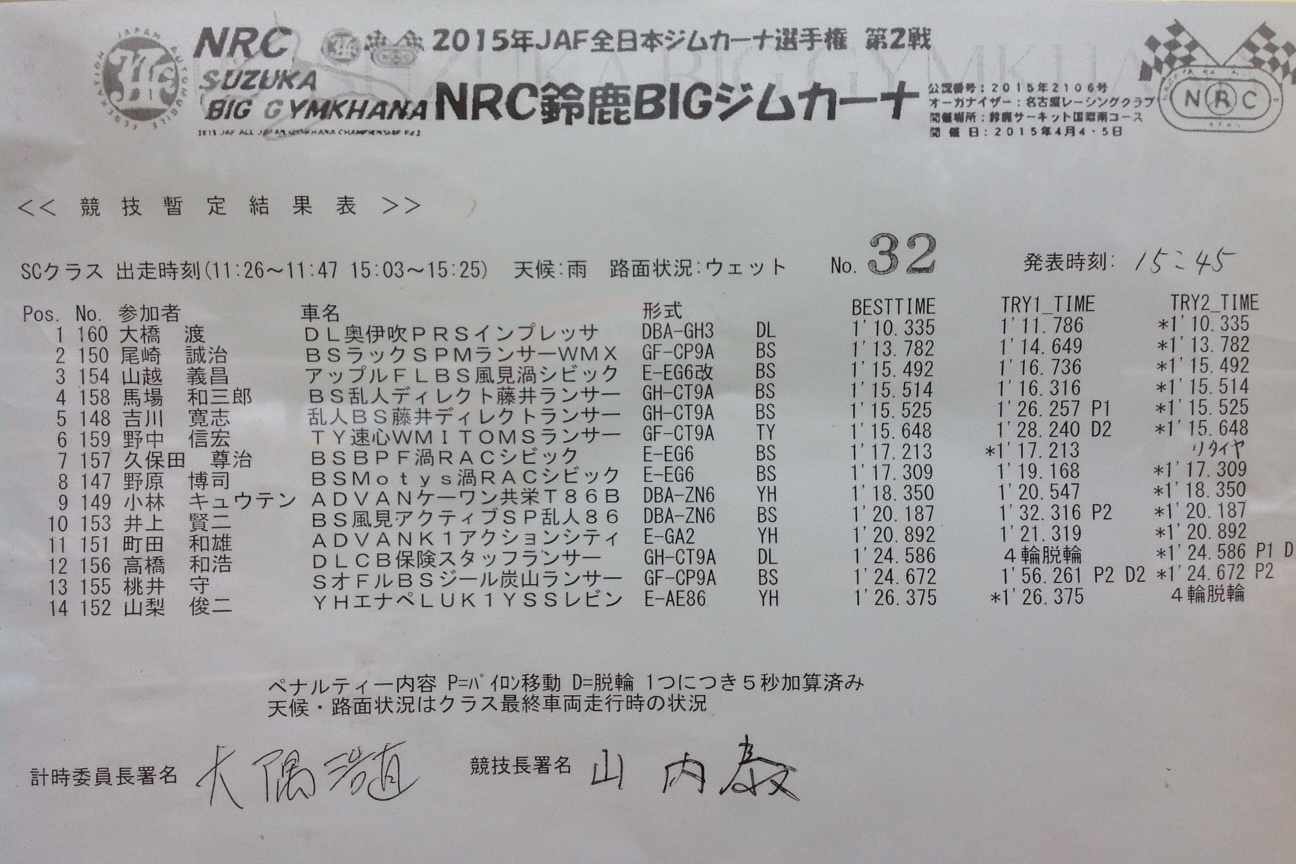 JAPAN AUTOMOBILE FEDERATION
NRC
SUZUKA
BIG GYMKHANA
2015 JAF ALL JAPAN GYMKHANA CHAMPIONSHIP Rd.2
2015年JAF全日本ジムカーナ選手権 第2戦
NRC鈴鹿BIGジムカーナ
公認番号:2015年2106号
オーガナイザー:名古屋レーシングクラブ
開催場所:鈴鹿サーキット国際南コース
開催日:2015年4月4・5日
NRC
<< 競技暫定結果表 >>
SCクラス 出走時刻(11:26～11:47 15:03～15:25) 天候:雨 路面状況:ウェット No. 32 発表時刻: 15:45
Pos. No. 参加者 車名 形式 BESTTIME TRY1_TIME TRY2_TIME
1 160 大橋 渡 DL奥伊吹PRSインプレッサ DBA-GH3 DL 1'10.335 1'11.786 *1'10.335
2 150 尾崎 誠治 BSラックSPMランサーWMX GF-CP9A BS 1'13.782 1'14.649 *1'13.782
3 154 山越 義昌 アップルFLBS風見渦シビック E-EG6改 BS 1'15.492 1'16.736 *1'15.492
4 158 馬場 和三郎 BS乱人ディレクト藤井ランサー GH-CT9A BS 1'15.514 1'16.316 *1'15.514
5 148 吉川 寛志 乱人BS藤井ディレクトランサー GH-CT9A BS 1'15.525 1'26.257 P1 *1'15.525
6 159 野中 信宏 TY速心WMITOMSランサー GF-CT9A TY 1'15.648 1'28.240 D2 *1'15.648
7 157 久保田 尊治 BSBPF渦RACシビック E-EG6 BS 1'17.213 *1'17.213 リタイヤ
8 147 野原 博司 BSMotys渦RACシビック E-EG6 BS 1'17.309 1'19.168 *1'17.309
9 149 小林 キュウテン ADVANケーワン共栄T86B DBA-ZN6 YH 1'18.350 1'20.547 *1'18.350
10 153 井上 賢二 BS風見アクティブSP乱人86 DBA-ZN6 BS 1'20.187 1'32.316 P2 *1'20.187
11 151 町田 和雄 ADVANK1アクションシティ E-GA2 YH 1'20.892 1'21.319 *1'20.892
12 156 高橋 和浩 DLCB保険スタッフランサー GH-CT9A DL 1'24.586 4輪脱輪 *1'24.586 P1 D
13 155 桃井 守 SオフルBSジール炭山ランサー GF-CP9A BS 1'24.672 1'56.261 P2 D2 *1'24.672 P2
14 152 山梨 俊二 YHエナペLUK1YSSレビン E-AE86 YH 1'26.375 *1'26.375 4輪脱輪
ペナルティー内容 P=ﾊﾟｲﾛﾝ移動 D=脱輪 1つにつき5秒加算済み
天候・路面状況はクラス最終車両走行時の状況
計時委員長署名 大隅浩直 競技長署名 山内